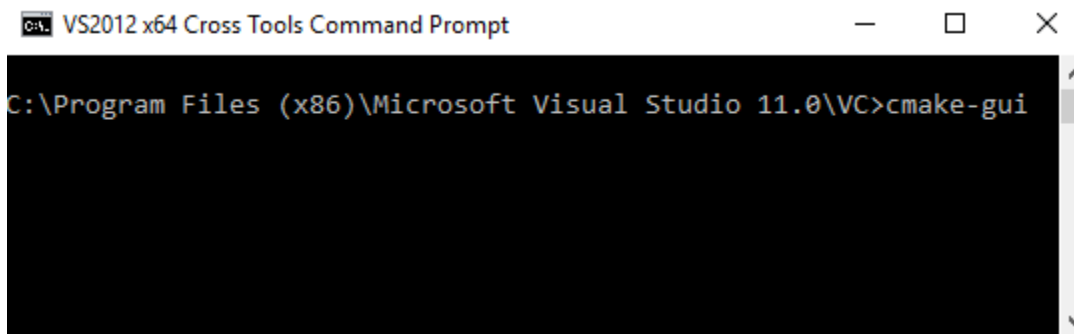 VS2012 x64 Cross Tools Command Prompt
C:\Program Files (x86)\Microsoft Visual Studio 11.0\VC>cmake-gui